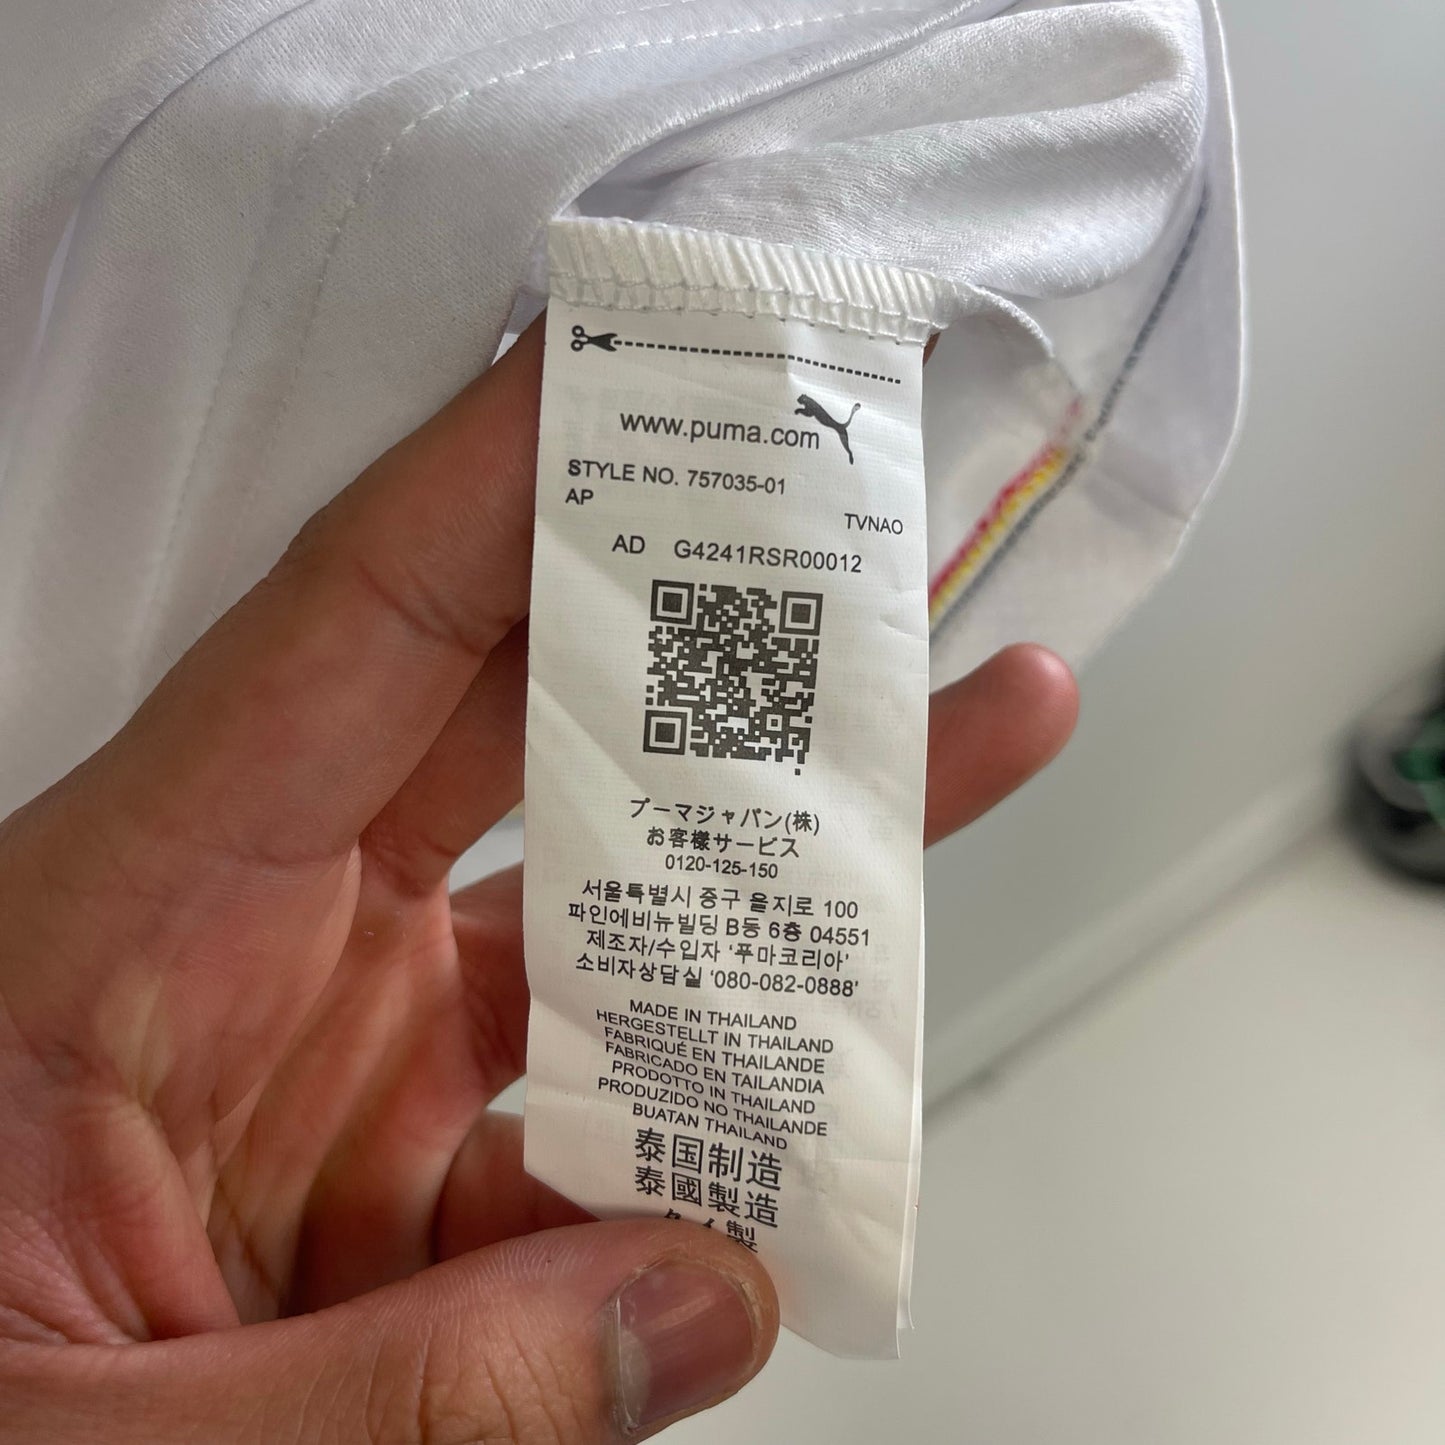 www.puma.com
STYLE NO. 757035-01
AP
TVNAO
AD G4241RSR00012
プーマジャパン(株)
お客様サービス
0120-125-150
서울특별시 중구 을지로 100
파인에비뉴빌딩 B동 6층 04551
제조자/수입자 '푸마코리아'
소비자상담실 '080-082-0888'
MADE IN THAILAND
HERGESTELLT IN THAILAND
FABRIQUÉ EN THAILANDE
FABRICADO EN TAILANDIA
PRODOTTO IN THAILAND
PRODUZIDO NO THAILANDE
BUATAN THAILAND
泰国制造
泰國製造
タイ製